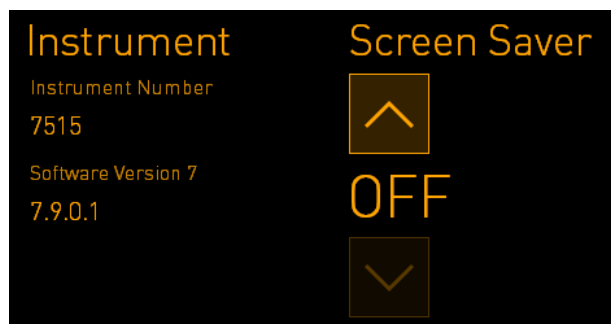 Instrument
Instrument Number
7515
Software Version 7
7.9.0.1
Screen Saver
OFF